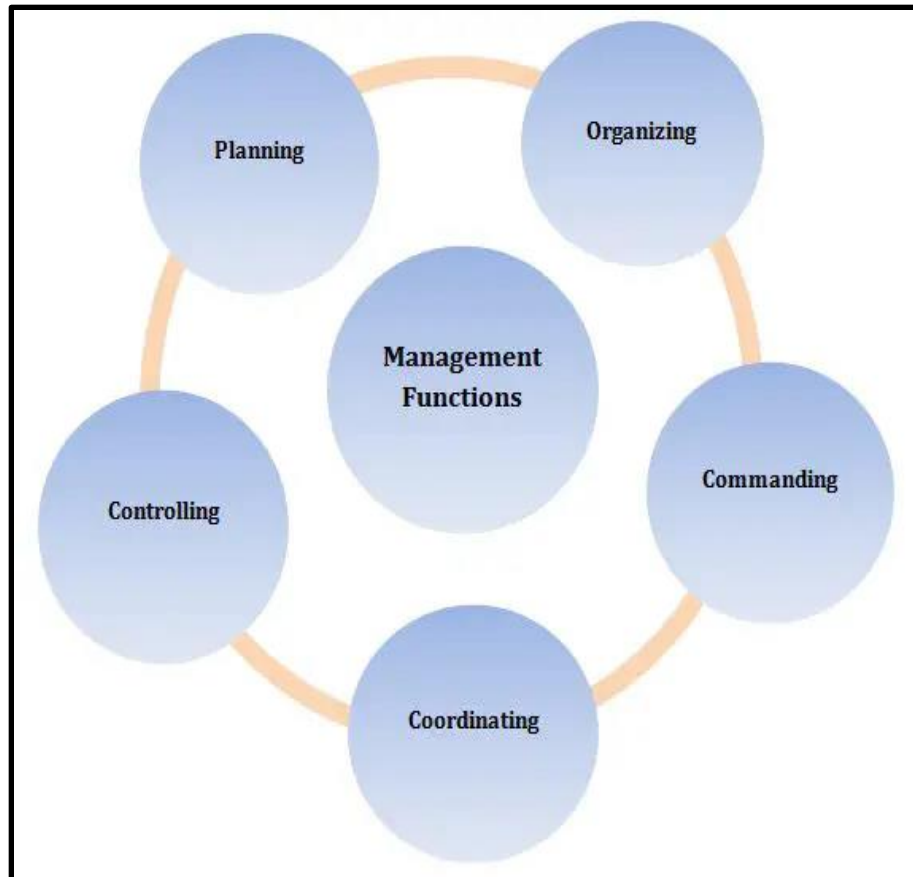 Planning
Organizing
Management
Functions
Commanding
Controlling
Coordinating